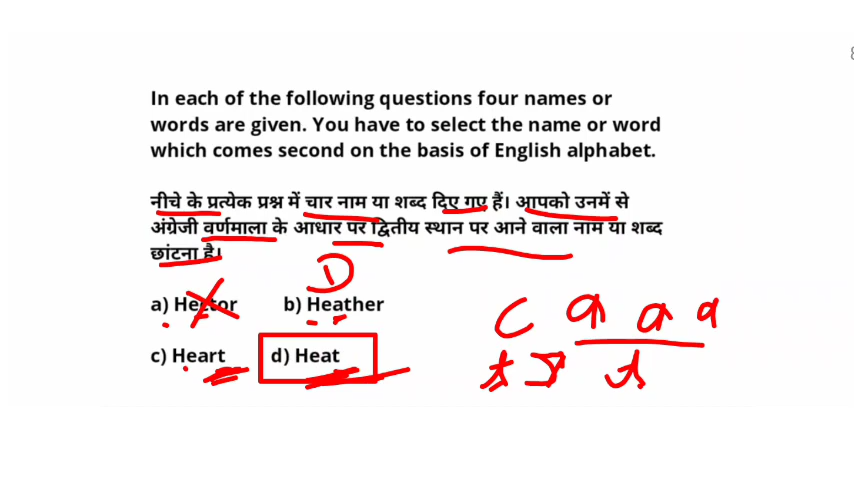 8
In each of the following questions four names or
words are given. You have to select the name or word
which comes second on the basis of English alphabet.
नीचे के प्रत्येक प्रश्न में चार नाम या शब्द दिए गए हैं। आपको उनमें से
अंग्रेजी वर्णमाला के आधार पर द्वितीय स्थान पर आने वाला नाम या शब्द
छांटना है।
D
a) Hector b) Heather
C a a a
c) Heart d) Heat